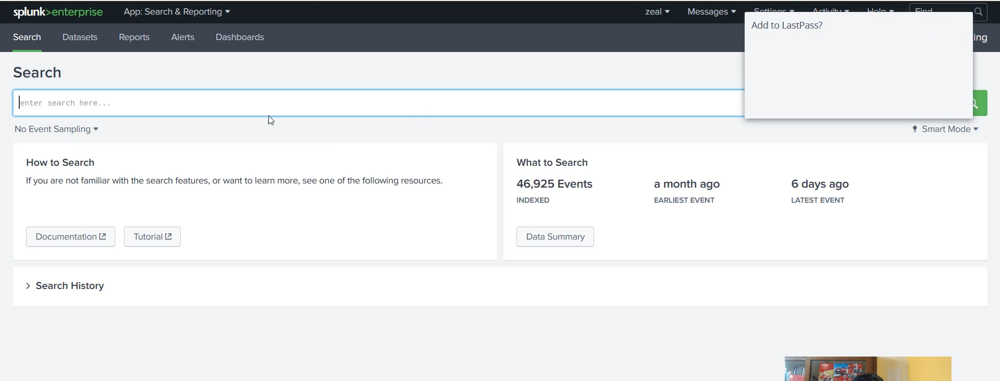 splunk>enterprise App: Search & Reporting zeal Messages Settings Activity Help Find
Add to LastPass?
Search Datasets Reports Alerts Dashboards ing
Search
enter search here...
No Event Sampling Smart Mode
How to Search
If you are not familiar with the search features, or want to learn more, see one of the following resources.
Documentation Tutorial
What to Search
46,925 Events a month ago 6 days ago
INDEXED EARLIEST EVENT LATEST EVENT
Data Summary
Search History